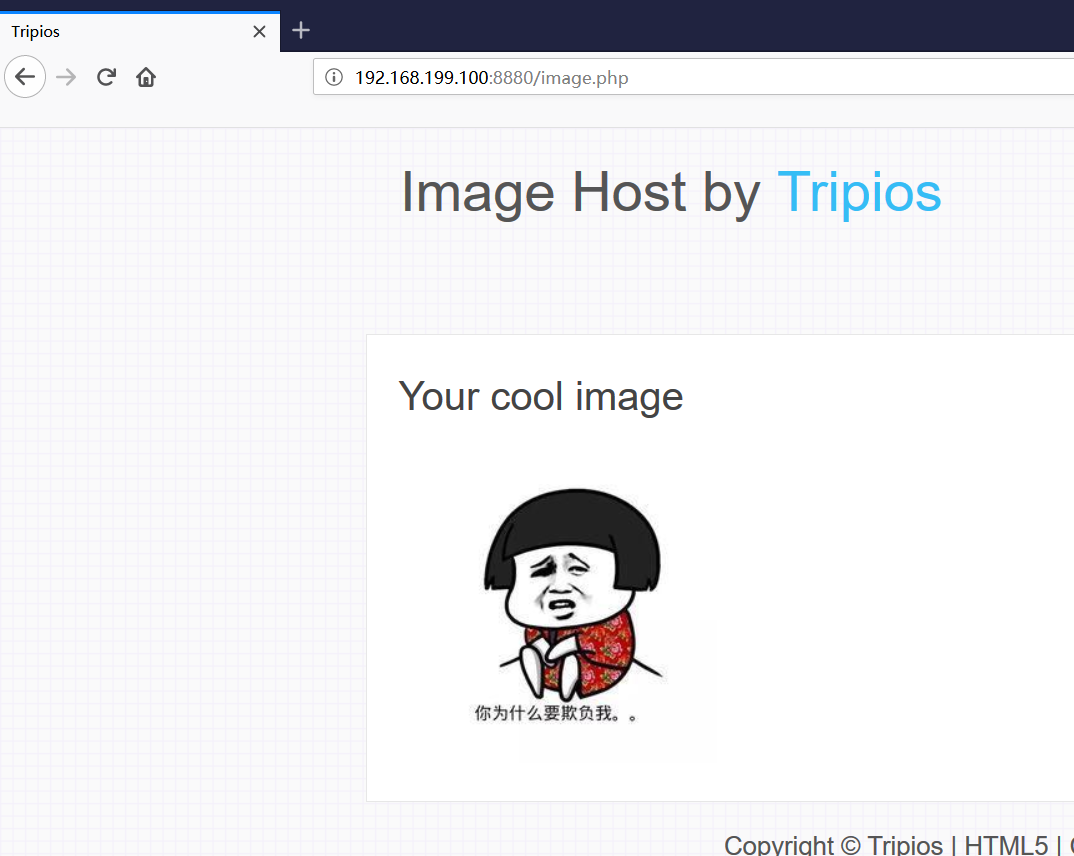 Tripios
192.168.199.100:8880/image.php
Image Host by Tripios
Your cool image
你为什么要欺负我。。
Copyright © Tripios | HTML5 |